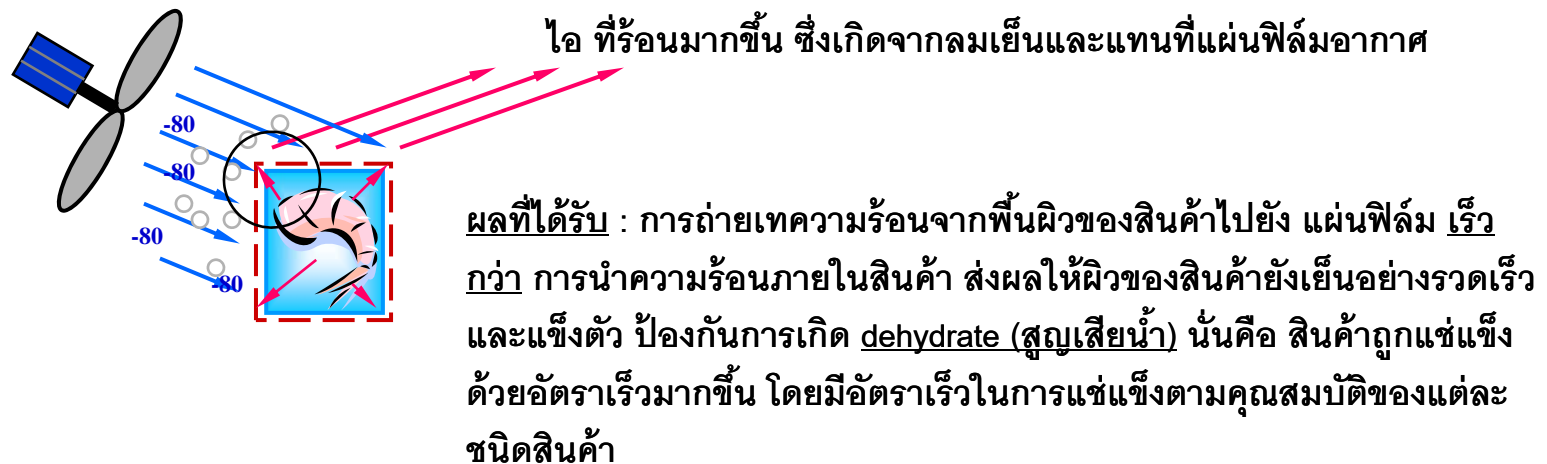 ไอ ที่ร้อนมากขึ้น ซึ่งเกิดจากลมเย็นและแทนที่แผ่นฟิล์มอากาศ
-80
-80
-80
-80
ผลที่ได้รับ : การถ่ายเทความร้อนจากพื้นผิวของสินค้าไปยัง แผ่นฟิล์ม เร็ว
กว่า การนำความร้อนภายในสินค้า ส่งผลให้ผิวของสินค้ายังเย็นอย่างรวดเร็ว
และแข็งตัว ป้องกันการเกิด dehydrate (สูญเสียน้ำ) นั่นคือ สินค้าถูกแช่แข็ง
ด้วยอัตราเร็วมากขึ้น โดยมีอัตราเร็วในการแช่แข็งตามคุณสมบัติของแต่ละ
ชนิดสินค้า